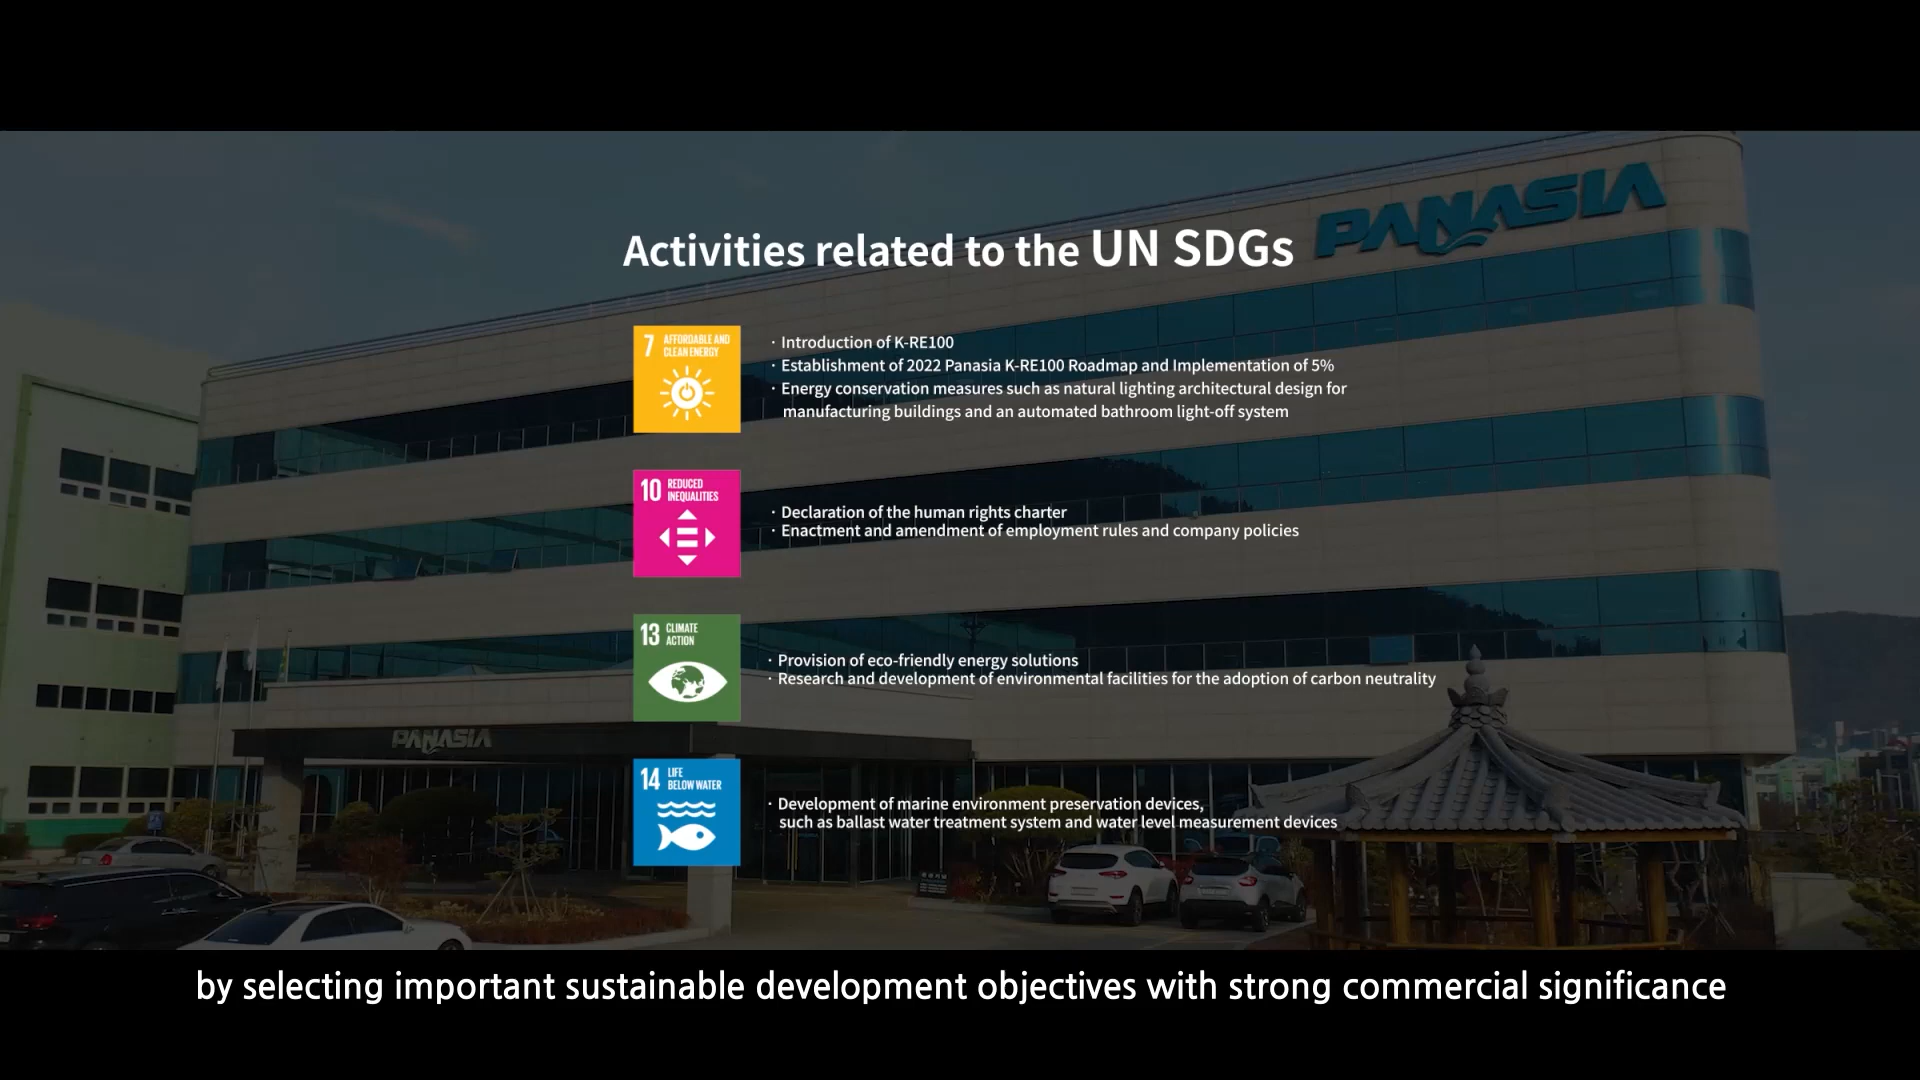 PANASIA
Activities related to the UN SDGs
7 AFFORDABLE AND
CLEAN ENERGY
· Introduction of K-RE100
· Establishment of 2022 Panasia K-RE100 Roadmap and Implementation of 5%
· Energy conservation measures such as natural lighting architectural design for
manufacturing buildings and an automated bathroom light-off system
10 REDUCED
INEQUALITIES
· Declaration of the human rights charter
· Enactment and amendment of employment rules and company policies
13 CLIMATE
ACTION
· Provision of eco-friendly energy solutions
· Research and development of environmental facilities for the adoption of carbon neutrality
PANASIA
14 LIFE
BELOW WATER
· Development of marine environment preservation devices,
such as ballast water treatment system and water level measurement devices
by selecting important sustainable development objectives with strong commercial significance